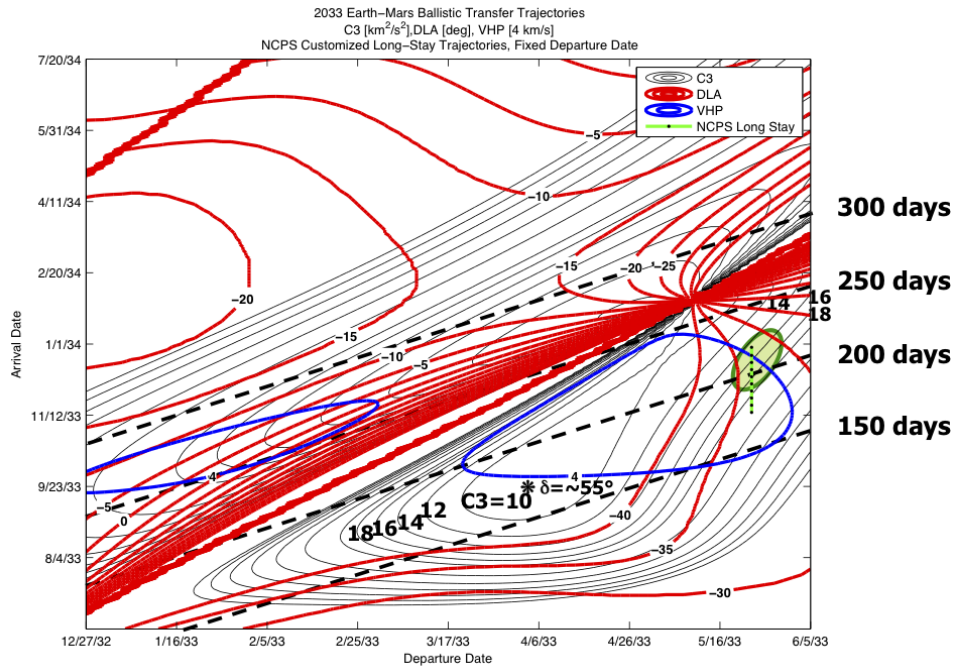 2033 Earth−Mars Ballistic Transfer Trajectories
C3 [km²/s²],DLA [deg], VHP [4 km/s]
NCPS Customized Long−Stay Trajectories, Fixed Departure Date
7/20/34
5/31/34
4/11/34
2/20/34
1/1/34
11/12/33
9/23/33
8/4/33
Arrival Date
C3
DLA
VHP
NCPS Long Stay
−5
−10
300 days
−15
−20
−25
−20
250 days
14
16
18
−15
−10
−5
200 days
150 days
4
4
−5
0
δ=~55°
C3=10
12
14
16
18
−40
−35
−30
12/27/32
1/16/33
2/5/33
2/25/33
3/17/33
4/6/33
4/26/33
5/16/33
6/5/33
Departure Date